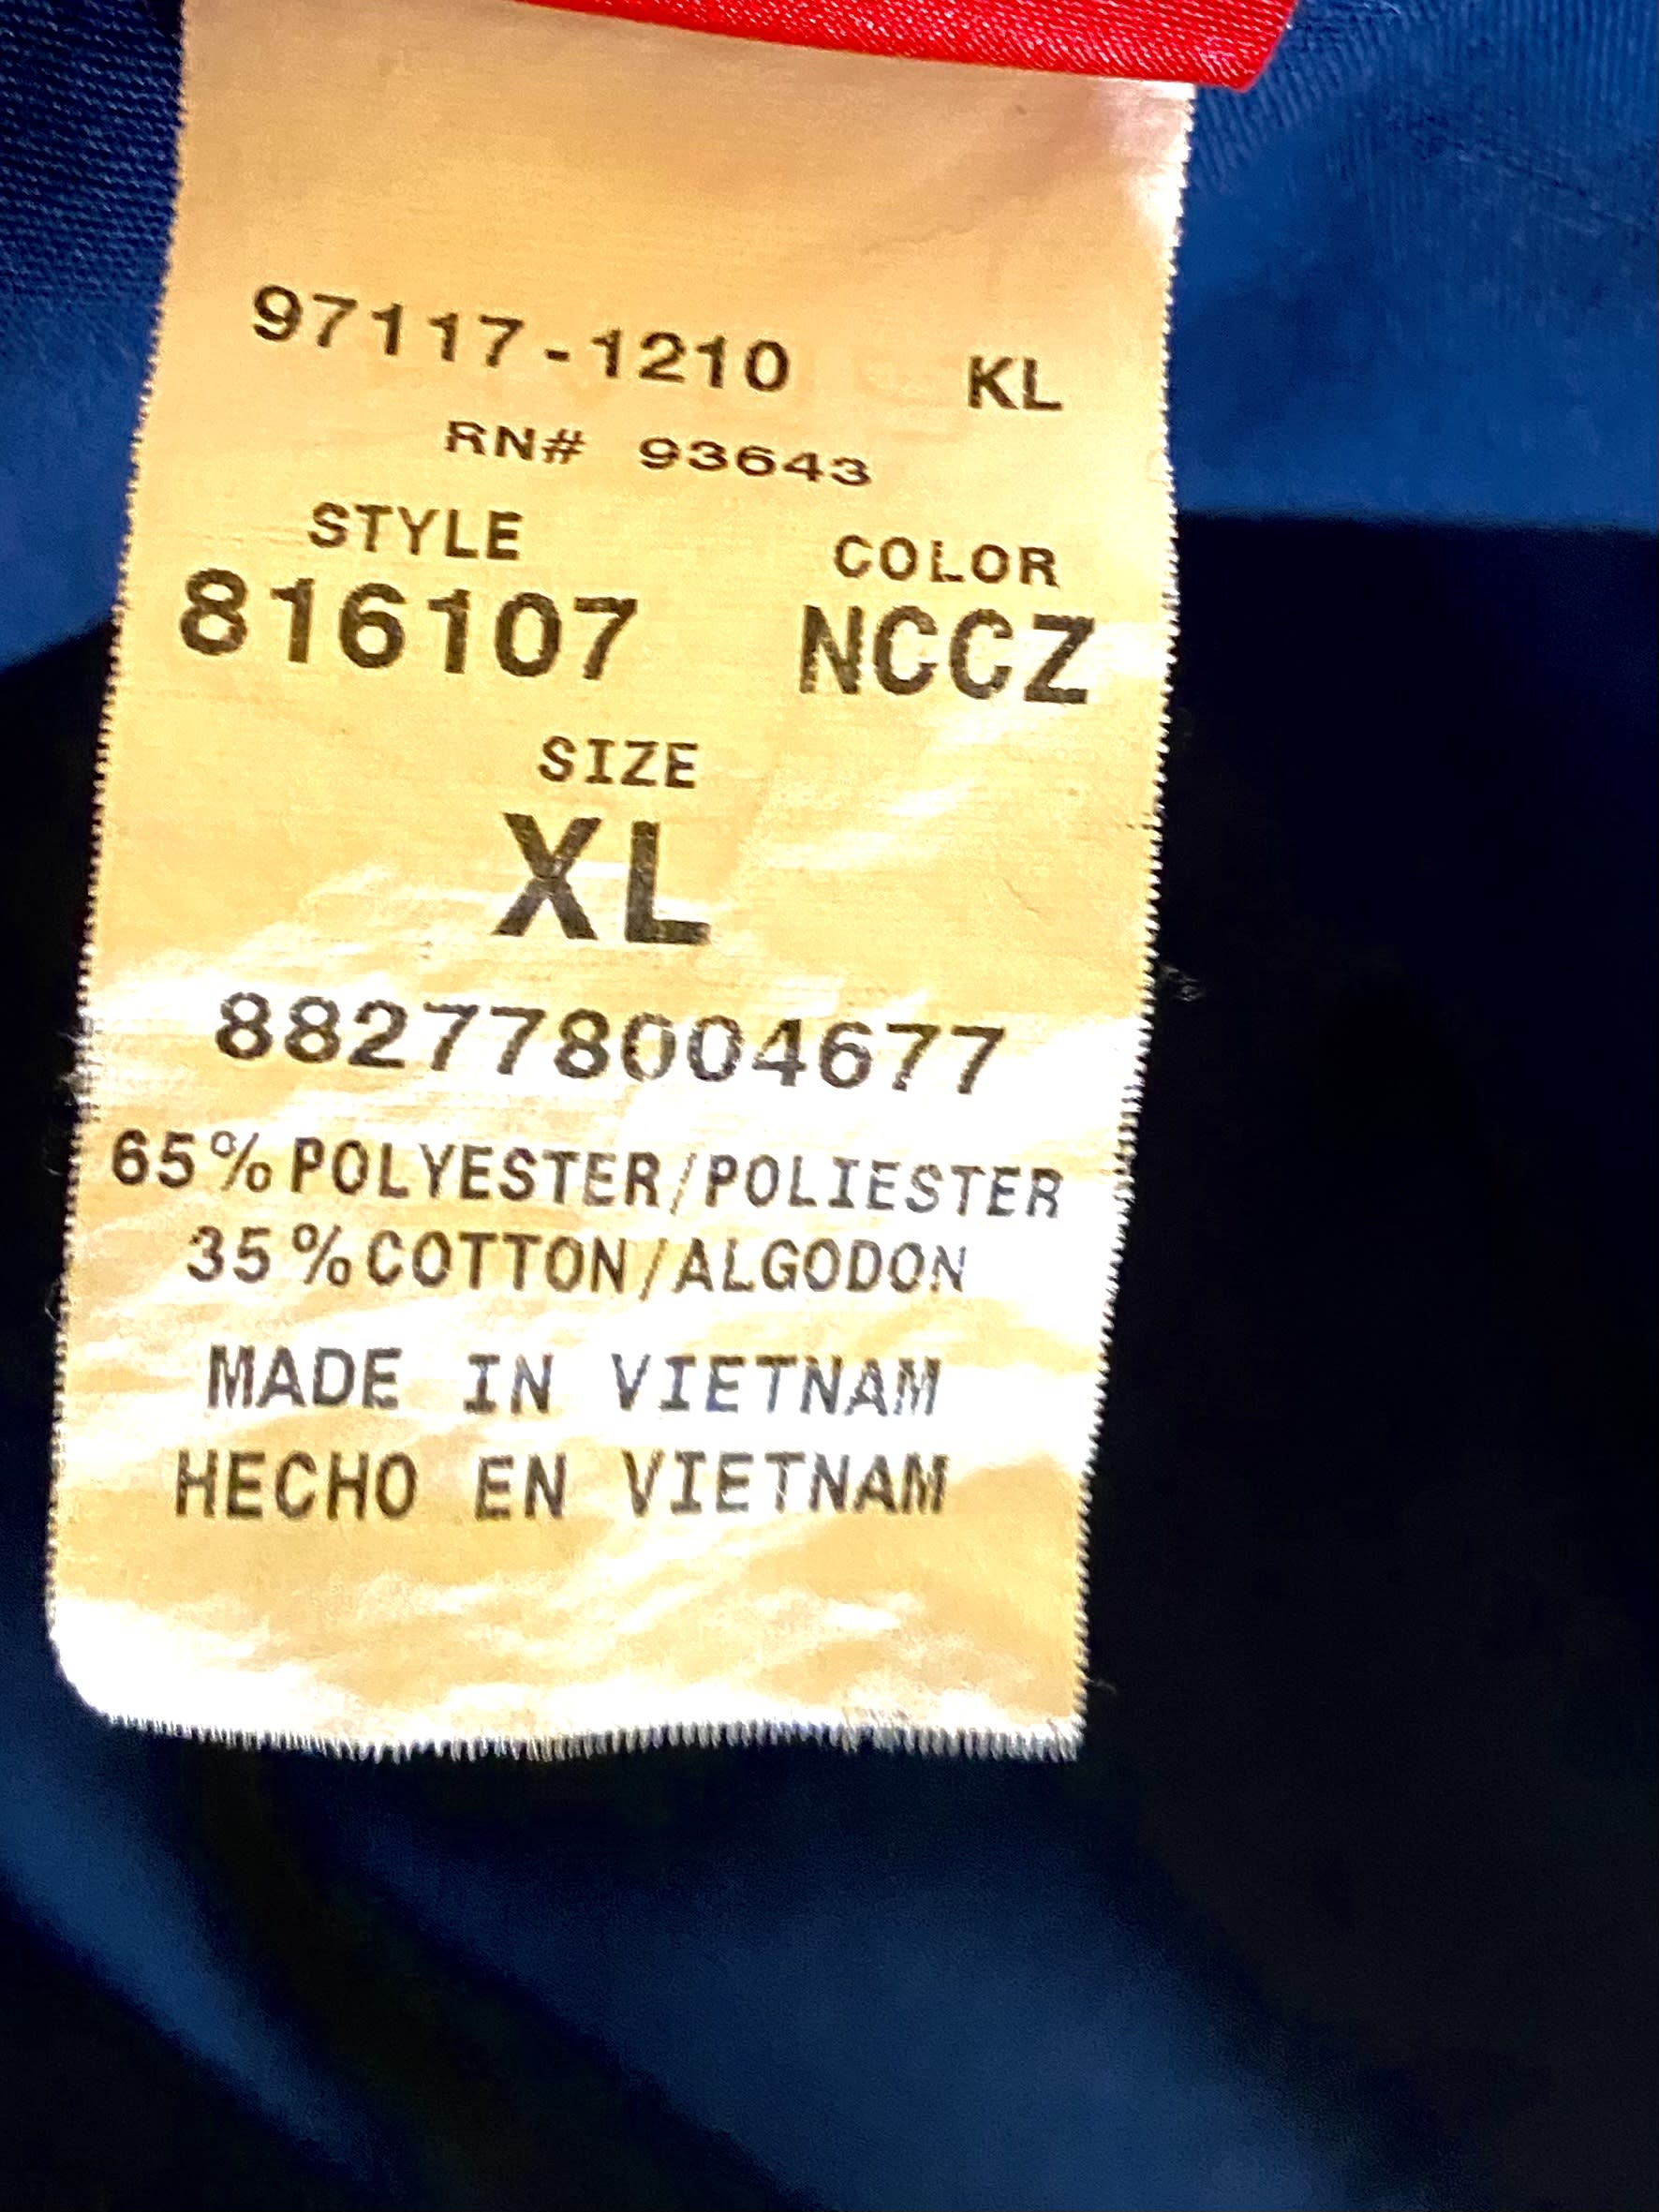 97117-1210 KL
RN# 93643
STYLE COLOR
816107 NCCZ
SIZE
XL
882778004677
65% POLYESTER/POLIESTER
35% COTTON/ALGODON
MADE IN VIETNAM
HECHO EN VIETNAM